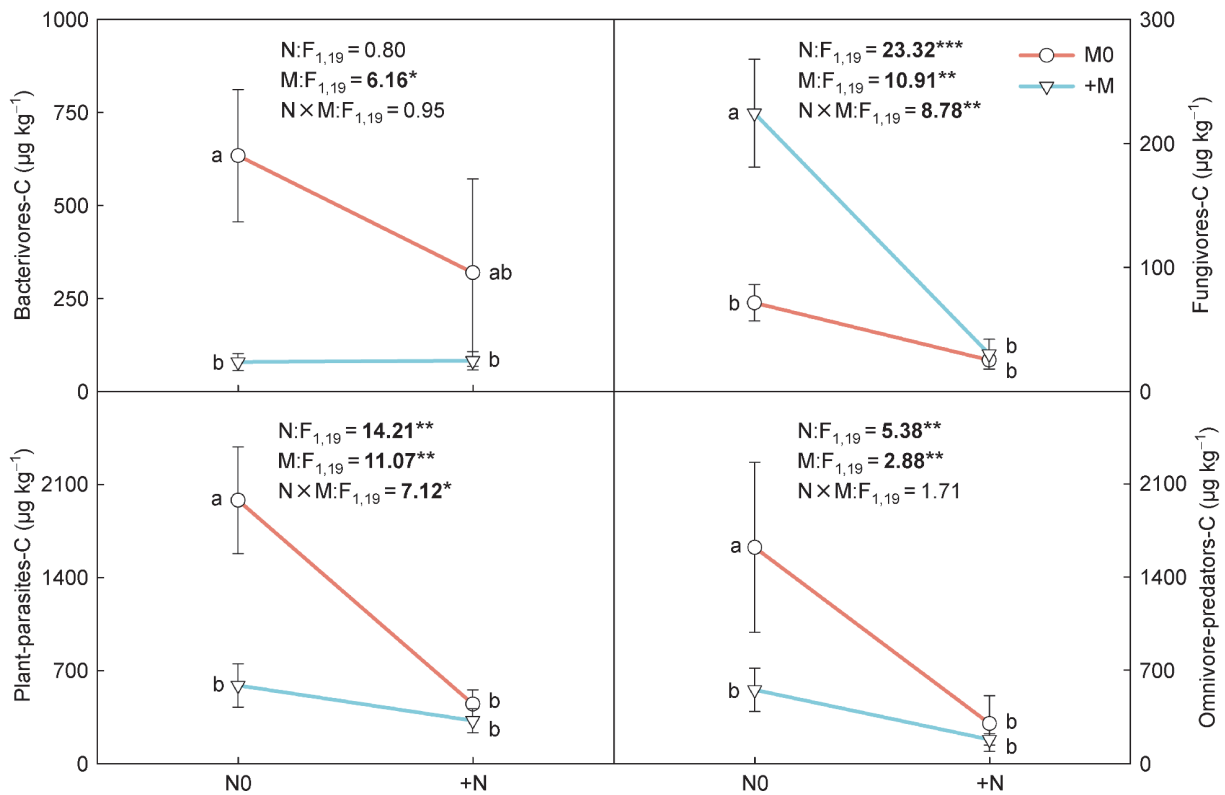 1000
750
500
250
0
Bacterivores-C (µg kg⁻¹)
N:F₁,₁₉ = 0.80
M:F₁,₁₉ = 6.16*
N × M:F₁,₁₉ = 0.95
a
ab
b
b
N:F₁,₁₉ = 23.32***
M:F₁,₁₉ = 10.91**
N × M:F₁,₁₉ = 8.78**
M0
+M
a
b
b
b
300
200
100
0
Fungivores-C (µg kg⁻¹)
2100
1400
700
0
Plant-parasites-C (µg kg⁻¹)
N:F₁,₁₉ = 14.21**
M:F₁,₁₉ = 11.07**
N × M:F₁,₁₉ = 7.12*
a
b
b
b
N0
+N
N:F₁,₁₉ = 5.38**
M:F₁,₁₉ = 2.88**
N × M:F₁,₁₉ = 1.71
a
b
b
b
N0
+N
2100
1400
700
0
Omnivore-predators-C (µg kg⁻¹)